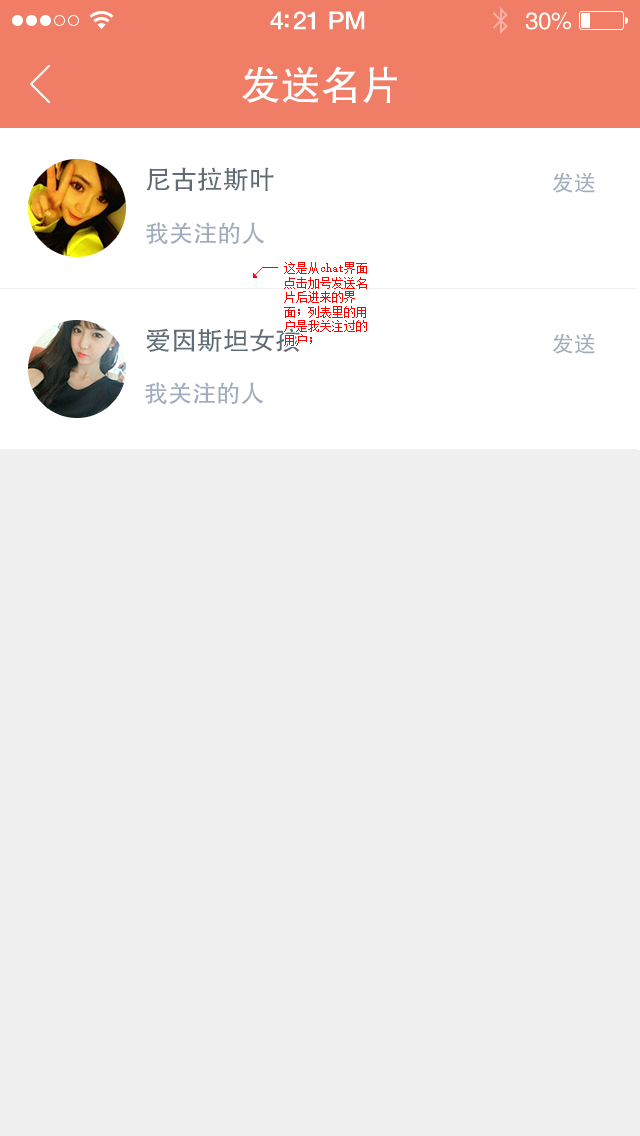 4:21 PM
30%
发送名片
尼古拉斯叶
发送
我关注的人
这是从chat界面
点击加号发送名
片后进来的界
面；列表里的用
户是我关注过的
用户；
爱因斯坦女孩
发送
我关注的人